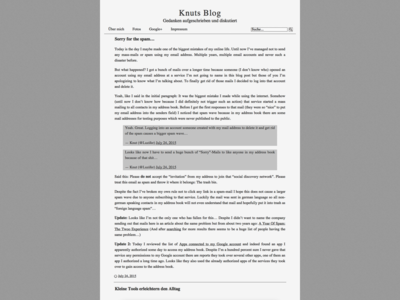 Knuts Blog
Gedanken aufgeschrieben und diskutiert
Über mich Fotos Google+ Impressum Suche...
Sorry for the spam…
Today is the day I maybe made one of the biggest mistakes of my online life. Until now I've managed not to send
any spam-mails or spam using my email address. Multiple years, multiple email accounts and never such a
disaster before.
But what happened? I got a bunch of mails over a longer time because someone (I don't know who) opened an
account using my email address at a service I'm not going to name in this blog post but those of you I'm
apologizing to know what I'm talking about. To finally get rid of those mails I decided to log into that account
and delete it.
Yeah, like I said in the initial paragraph: It was the biggest mistake I made while using the internet. Somehow
(until now I don't know how because I did definitely not trigger such an action) that service started a mass
mailing to all contacts in my address book. Before I got the first responses to that mail (they were so "nice" to put
my email address into the senders field) I noticed that spam wave because in my address book there are some
mail addresses for testing purposes which were never published to the public.
Yeah. Great. Logging into an account someone created with my email address to delete it and get rid
of the spam causes a bigger spam wave…
— Knut (@Luzifer) July 24, 2013
Looks like now I have to send a huge bunch of "Sorry"-Mails to like anyone in my address book
because of that shit…
— Knut (@Luzifer) July 24, 2013
Said this: Please do not accept the "invitation" from my address to join that "social discovery network". Please
treat this email as spam and throw it where it belongs: The trash bin.
Despite the fact I've broken my own rule not to click any link in a spam-mail I hope this does not cause a larger
spam wave due to anyone subscribing to that service. Luckily the mail was sent in german language so all non-
german-speaking contacts in my address book will not even understand that mail and hopefully put it into trash as
"foreign language spam"…
Update: Looks like I'm not the only one who has fallen for this… Despite I didn't want to name the company
sending out that mails here is an article about the same problem but from about two years ago: A Year Of Spam:
The Twoo Experience (And after searching for more results there seems to be a huge list of people having the
same problem…)
Update 2: Today I reviewed the list of Apps connected to my Google account and indeed found an app I
apparently authorized some day to access my address book. Despite I'm a hundred percent sure I never gave that
service any permissions to my Google account there are reports they took over several other apps, one of them an
app I authorized a long time ago. Looks like they also used the already authorized apps of the services they took
over to gain access to the address book.
July 24, 2013
Kleine Tools erleichtern den Alltag